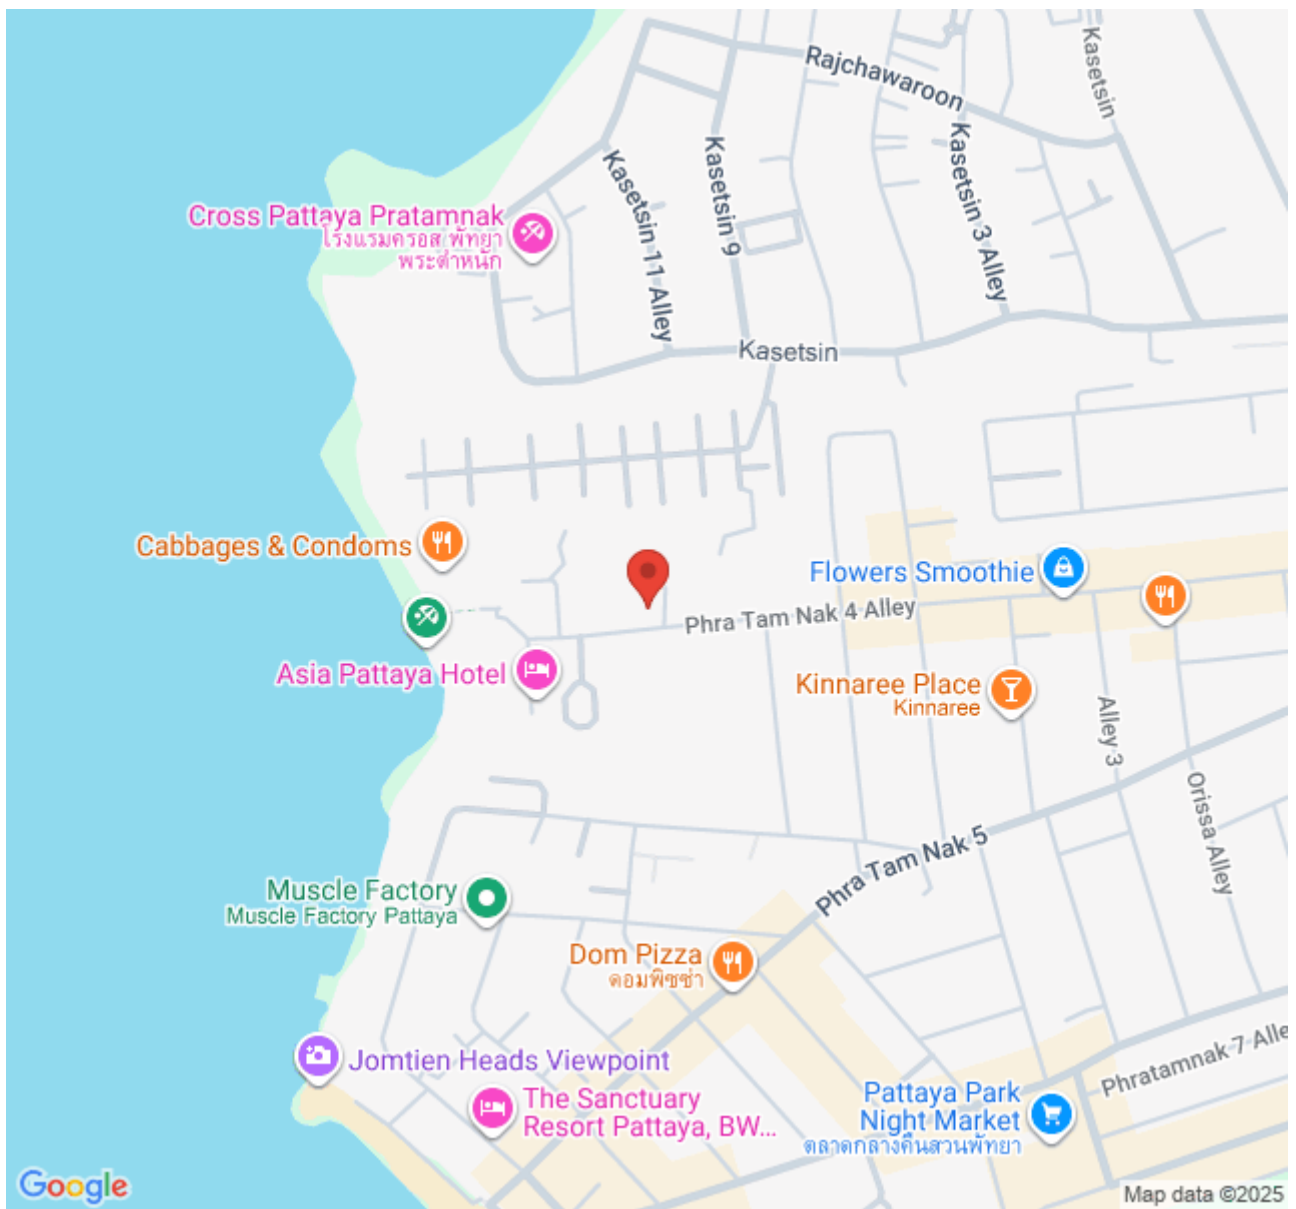 Rajchawaroon
Kasetsin
Kasetsin 3 Alley
Kasetsin 9
Kasetsin 11 Alley
Cross Pattaya Pratamnak
โรงแรมครอส พัทยา
พระตำหนัก
Kasetsin
Cabbages & Condoms
Flowers Smoothie
Phra Tam Nak 4 Alley
Asia Pattaya Hotel
Kinnaree Place
Kinnaree
Alley 3
Orissa Alley
Phra Tam Nak 5
Muscle Factory
Muscle Factory Pattaya
Dom Pizza
ดอมพิซซ่า
Jomtien Heads Viewpoint
The Sanctuary
Resort Pattaya, BW...
Phratamnak 7 Alle
Pattaya Park
Night Market
ตลาดกลางคืนสวนพัทยา
Google
Map data ©2025